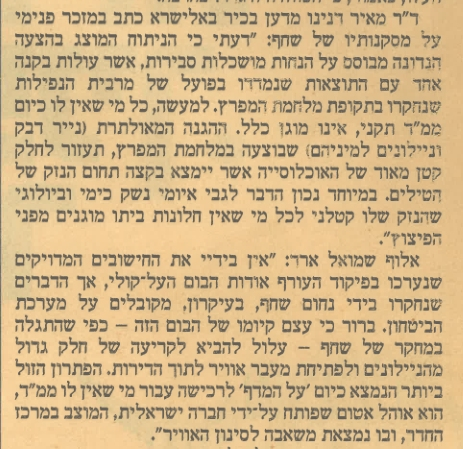 ד"ר מאיר דנינו מדען בכיר באלישרא כתב במזכר פנימי
על מסקנותיו של שחף: "דעתי כי הניתוח המוצג בהצעה
הנדונה מבוסס על הנחות מושכלות סבירות, אשר עולות בקנה
אחד עם התוצאות שנמדדו בפועל של מרבית הנפילות
שנחקרו בתקופת מלחמת המפרץ. למעשה, כל מי שאין לו כיום
ממ"ד תקני, אינו מוגן כלל. ההגנה המאולתרת (נייר דבק
וניילונים למיניהם) שבוצעה במלחמת המפרץ, תעזור לחלק
קטן מאוד של האוכלוסייה אשר יימצא בקצה תחום הנזק של
הטילים. במיוחד נכון הדבר לגבי איומי נשק כימי וביולוגי
שהנזק שלו קטלני לכל מי שאין חלונות ביתו מוגנים מפני
הפיצוץ".
אלוף שמואל ארד: "אין בידיי את החישובים המדויקים
שנערכו בפיקוד העורף אודות הבום העל־קולי, אך הדברים
שנחקרו בידי נחום שחף, בעיקרון, מקובלים על מערכת
הביטחון. ברור כי עצם קיומו של הבום הזה – כפי שהתגלה
במחקר של שחף – עלול להביא לקריעה של חלק גדול
מהניילונים ולפתיחת מעבר אוויר לתוך הדירות. הפתרון הזול
ביותר הנמצא כיום 'על המדף' לרכישה עבור מי שאין לו ממ"ד,
הוא אוהל אטום שפותח על־ידי חברה ישראלית, המוצב במרכז
החדר, ובו נמצאת משאבה לסינון האוויר".